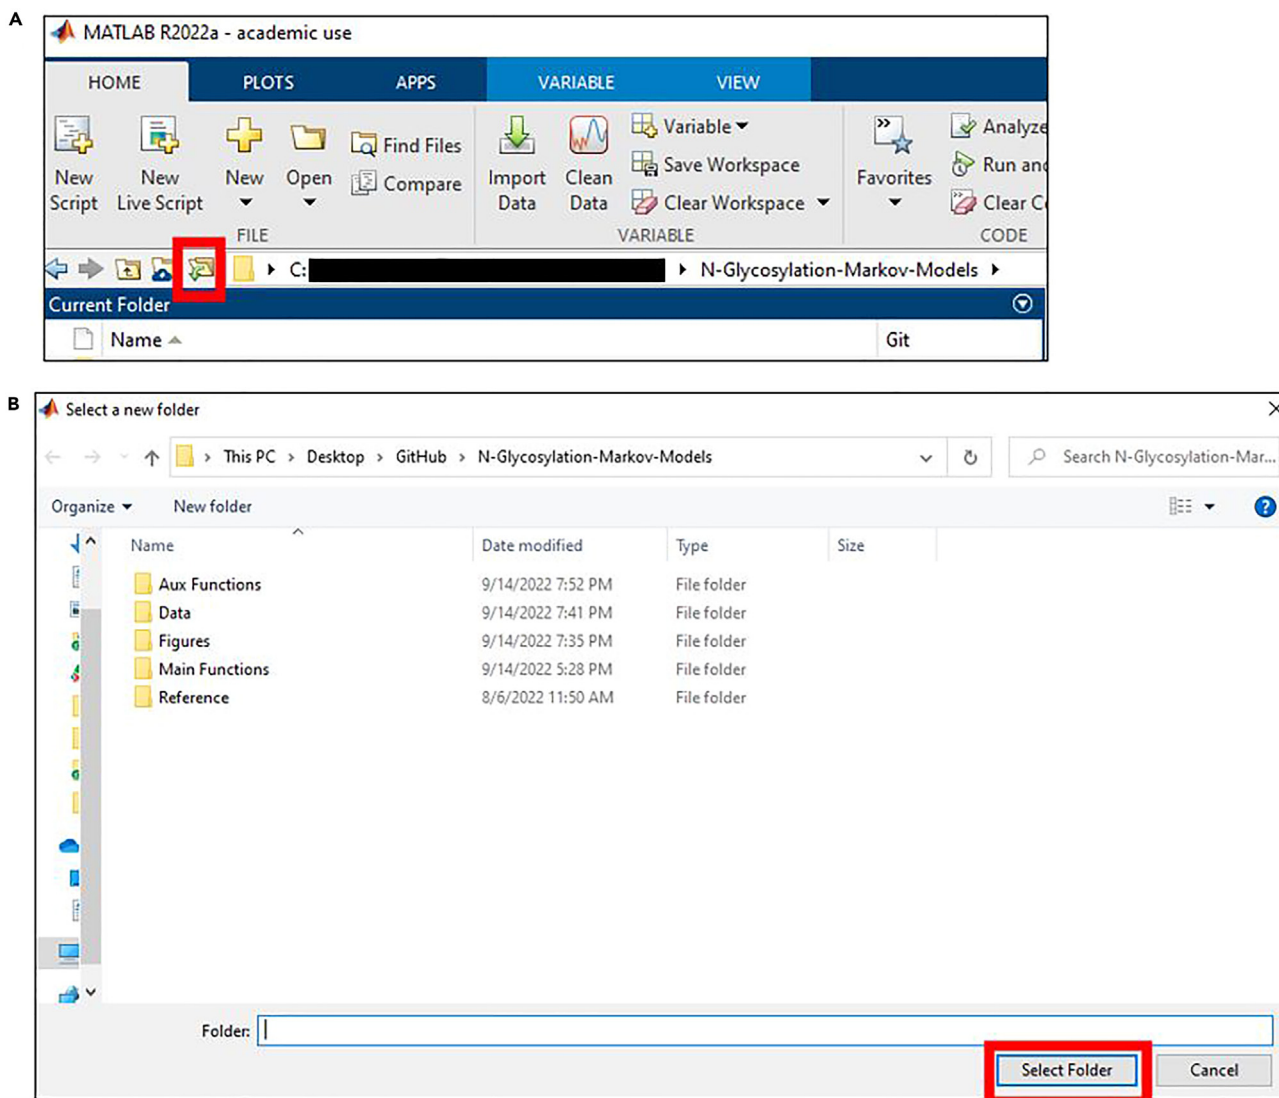 A
MATLAB R2022a - academic use
HOME PLOTS APPS VARIABLE VIEW
New Script
New Live Script
New
Open
Find Files
Compare
Import Data
Clean Data
Variable
Save Workspace
Clear Workspace
Favorites
Analyze
Run and
Clear
FILE VARIABLE CODE
C: N-Glycosylation-Markov-Models
Current Folder
Name Git
B
Select a new folder
This PC > Desktop > GitHub > N-Glycosylation-Markov-Models
Search N-Glycosylation-Mar...
Organize New folder
Name Date modified Type Size
Aux Functions 9/14/2022 7:52 PM File folder
Data 9/14/2022 7:41 PM File folder
Figures 9/14/2022 7:35 PM File folder
Main Functions 9/14/2022 5:28 PM File folder
Reference 8/6/2022 11:50 AM File folder
Folder:
Select Folder Cancel